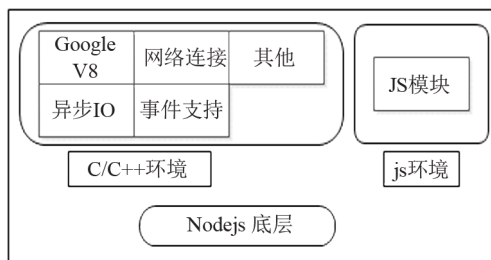 Google
V8
网络连接
其他
异步IO
事件支持
JS模块
C/C++环境
js环境
Nodejs 底层